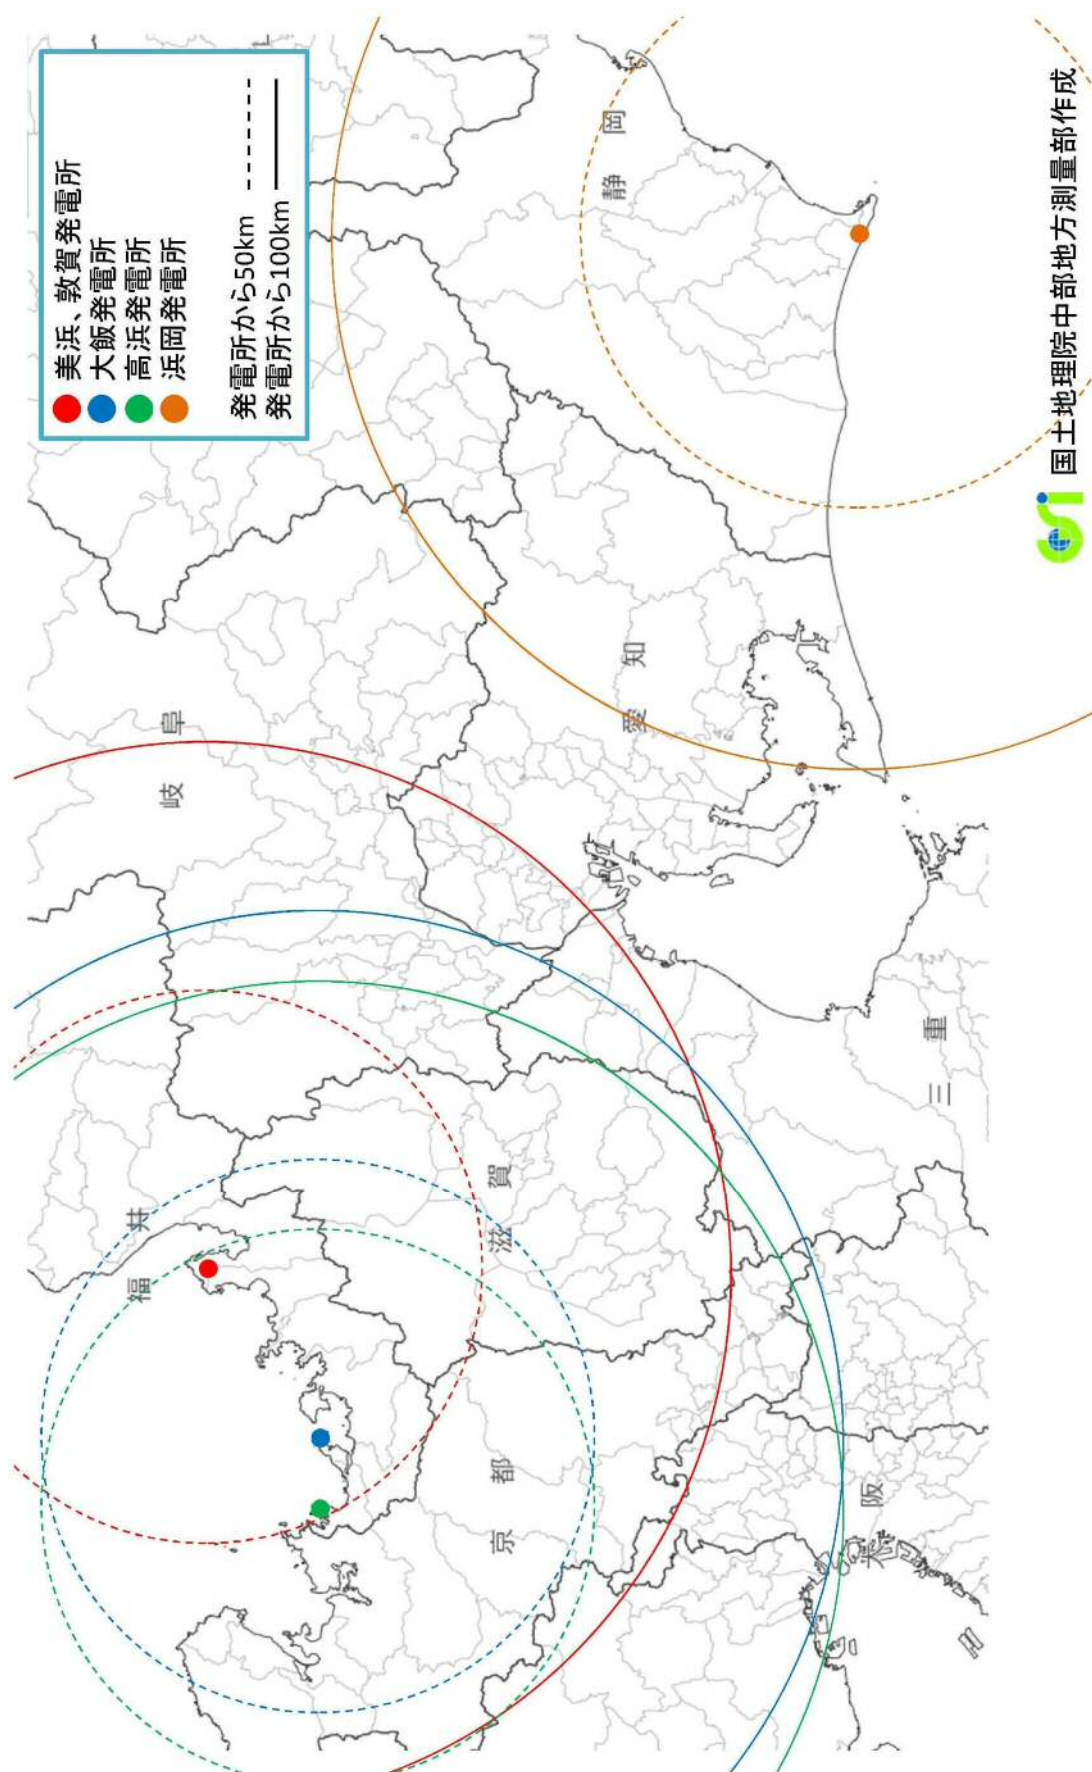 美浜、敦賀発電所
大飯発電所
高浜発電所
浜岡発電所
発電所から50km
発電所から100km
福井
岐阜
滋賀
京都
大阪
愛知
静岡
三重
国土地理院中部地方測量部作成